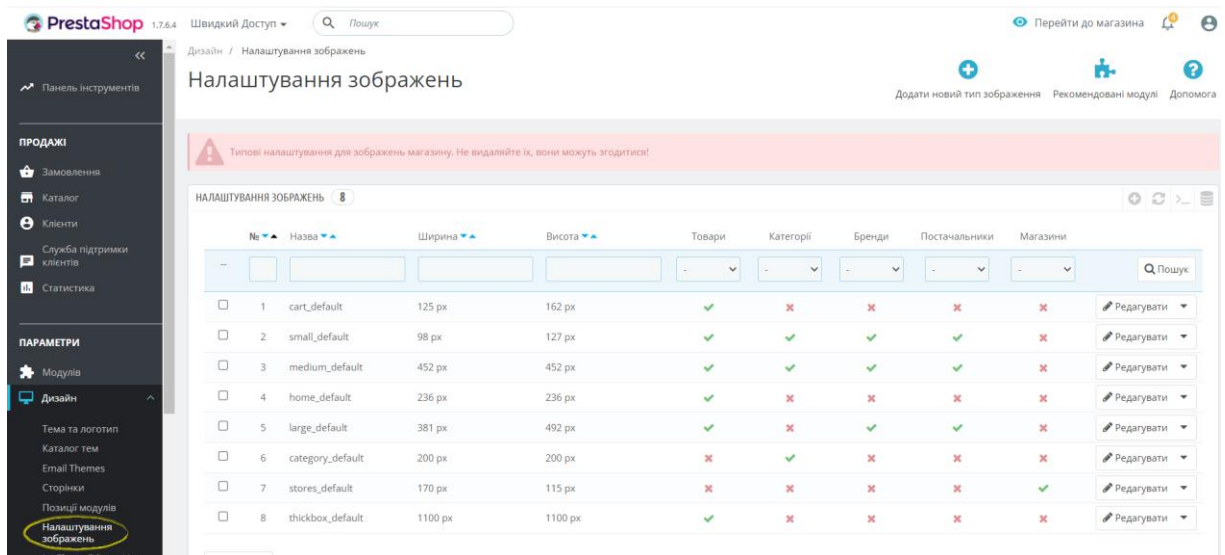 PrestaShop 1.7.6.4 Швидкий Доступ Пошук Перейти до магазина 4
Дизайн / Налаштування зображень
Налаштування зображень
Додати новий тип зображення Рекомендовані модулі Допомога
Панель інструментів
ПРОДАЖІ
Замовлення
Каталог
Клієнти
Служба підтримки
клієнтів
Статистика
ПАРАМЕТРИ
Модулів
Дизайн
Тема та логотип
Каталог тем
Email Themes
Сторінки
Позиції модулів
Налаштування
зображень
Типові налаштування для зображень магазину. Не видаляйте їх, вони можуть згодитися!
НАЛАШТУВАННЯ ЗОБРАЖЕНЬ 8
№ Назва Ширина Висота Товари Категорії Бренди Постачальники Магазини
-- - - - - - Пошук
1 cart_default 125 px 162 px Редагувати
2 small_default 98 px 127 px Редагувати
3 medium_default 452 px 452 px Редагувати
4 home_default 236 px 236 px Редагувати
5 large_default 381 px 492 px Редагувати
6 category_default 200 px 200 px Редагувати
7 stores_default 170 px 115 px Редагувати
8 thickbox_default 1100 px 1100 px Редагувати